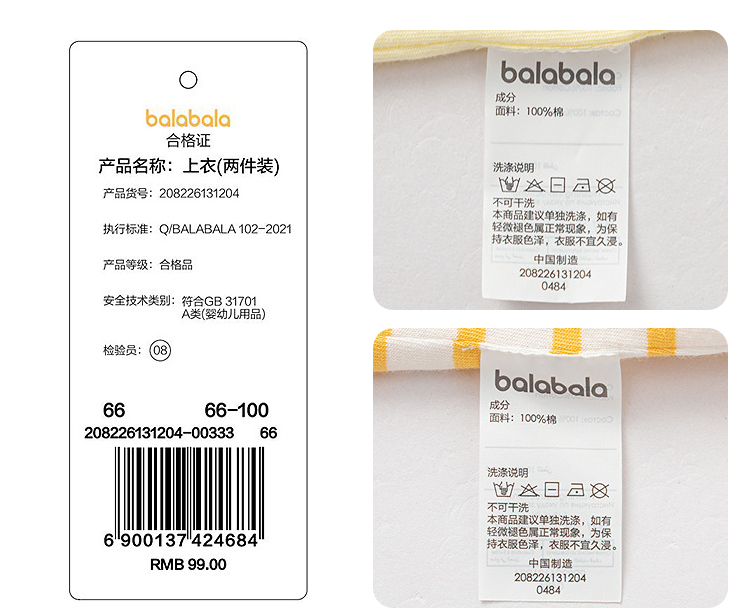 balabala
合格证
产品名称：上衣(两件装)
产品货号：208226131204
执行标准：Q/BALABALA 102-2021
产品等级：合格品
安全技术类别：符合GB 31701
A类(婴幼儿用品)
检验员：08
66 66-100
208226131204-00333 66
6 900137 424684
RMB 99.00
balabala
成分
面料：100%棉
洗涤说明
不可干洗
本商品建议单独洗涤，如有
轻微褪色属正常现象，为保
持衣服色泽，衣服不宜久浸。
中国制造
208226131204
0484
balabala
成分
面料：100%棉
洗涤说明
不可干洗
本商品建议单独洗涤，如有
轻微褪色属正常现象，为保
持衣服色泽，衣服不宜久浸。
中国制造
208226131204
0484